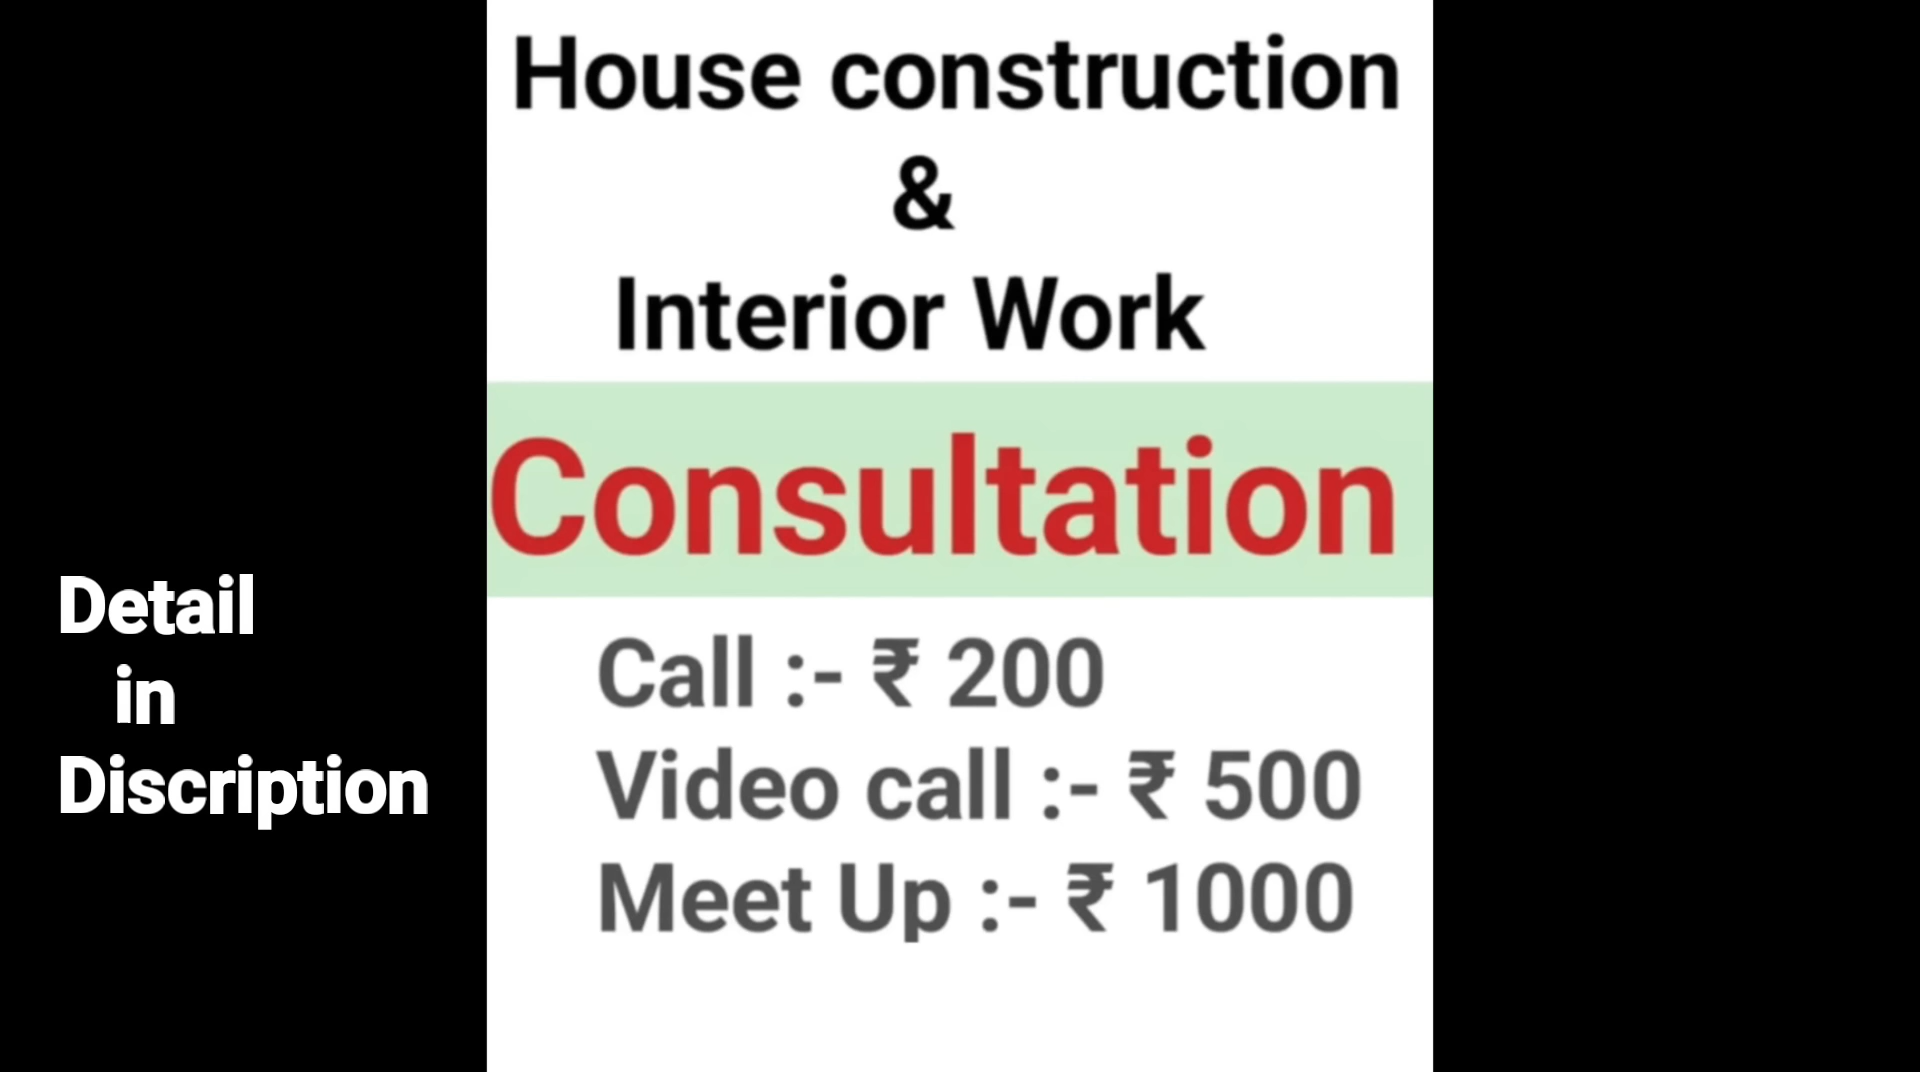 House construction
&
Interior Work
Consultation
Call :- ₹ 200
Video call :- ₹ 500
Meet Up :- ₹ 1000
Detail
in
Discription